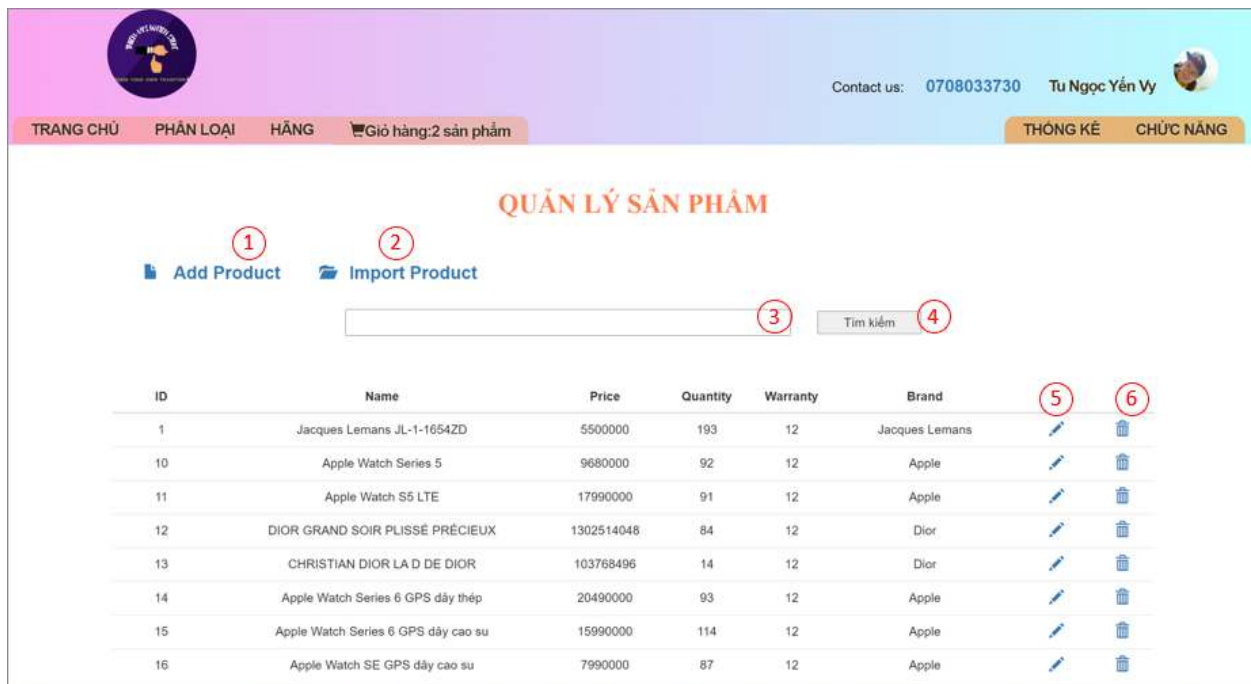 Contact us: 0708033730 Tu Ngọc Yến Vy
TRANG CHỦ PHÂN LOẠI HÃNG Giỏ hàng:2 sản phẩm THỐNG KÊ CHỨC NĂNG
QUẢN LÝ SẢN PHẨM
1 2
Add Product Import Product
3 Tìm kiếm 4
ID Name Price Quantity Warranty Brand 5 6
1 Jacques Lemans JL-1-1654ZD 5500000 193 12 Jacques Lemans
10 Apple Watch Series 5 9680000 92 12 Apple
11 Apple Watch S5 LTE 17990000 91 12 Apple
12 DIOR GRAND SOIR PLISSÉ PRÉCIEUX 1302514048 84 12 Dior
13 CHRISTIAN DIOR LA D DE DIOR 103768496 14 12 Dior
14 Apple Watch Series 6 GPS dây thép 20490000 93 12 Apple
15 Apple Watch Series 6 GPS dây cao su 15990000 114 12 Apple
16 Apple Watch SE GPS dây cao su 7990000 87 12 Apple